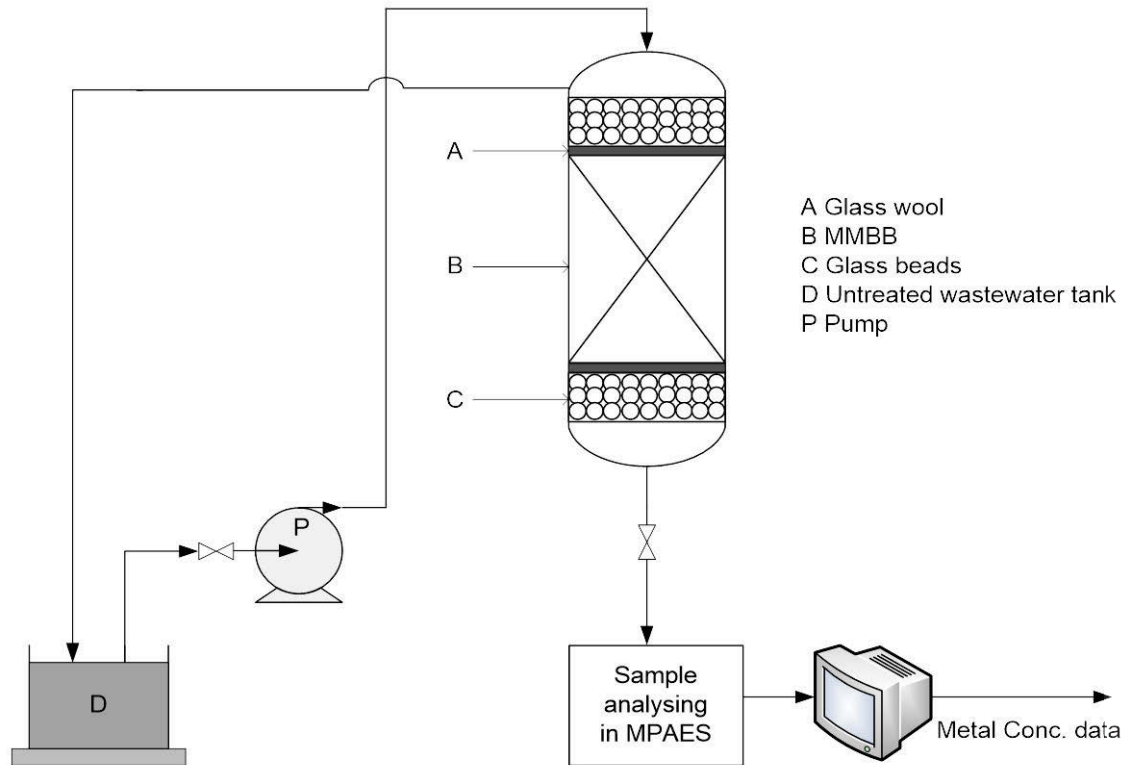 A
B
C
A Glass wool
B MMBB
C Glass beads
D Untreated wastewater tank
P Pump
P
D
Sample
analysing
in MPAES
Metal Conc. data